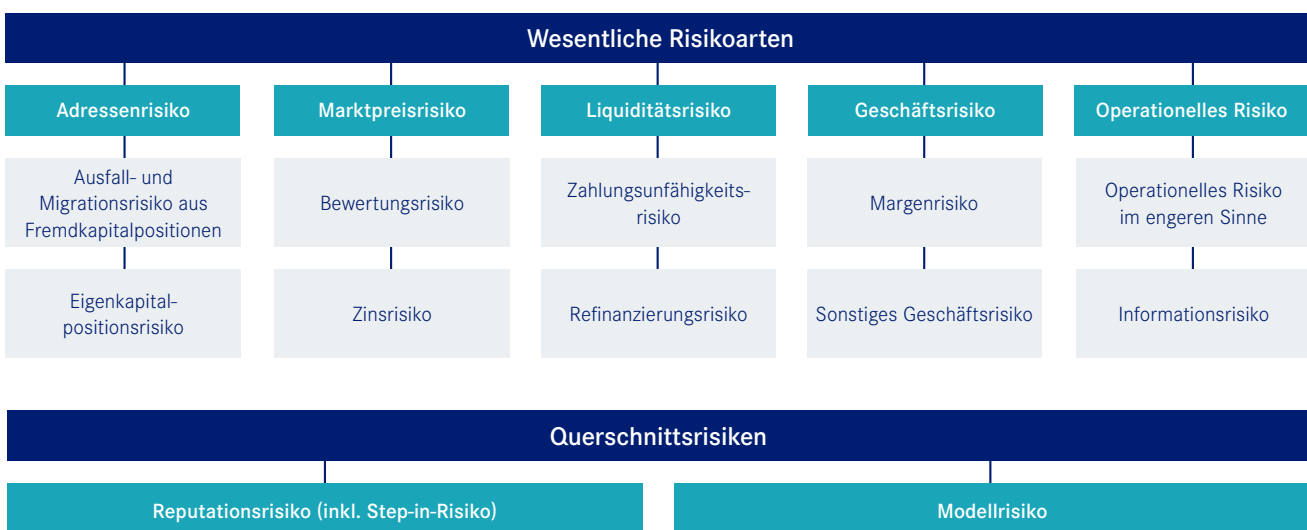 Wesentliche Risikoarten
Adressenrisiko
Marktpreisrisiko
Liquiditätsrisiko
Geschäftsrisiko
Operationelles Risiko
Ausfall- und
Migrationsrisiko aus
Fremdkapitalpositionen
Bewertungsrisiko
Zahlungsunfähigkeits-
risiko
Margenrisiko
Operationelles Risiko
im engeren Sinne
Eigenkapital-
positionsrisiko
Zinsrisiko
Refinanzierungsrisiko
Sonstiges Geschäftsrisiko
Informationsrisiko
Querschnittsrisiken
Reputationsrisiko (inkl. Step-in-Risiko)
Modellrisiko